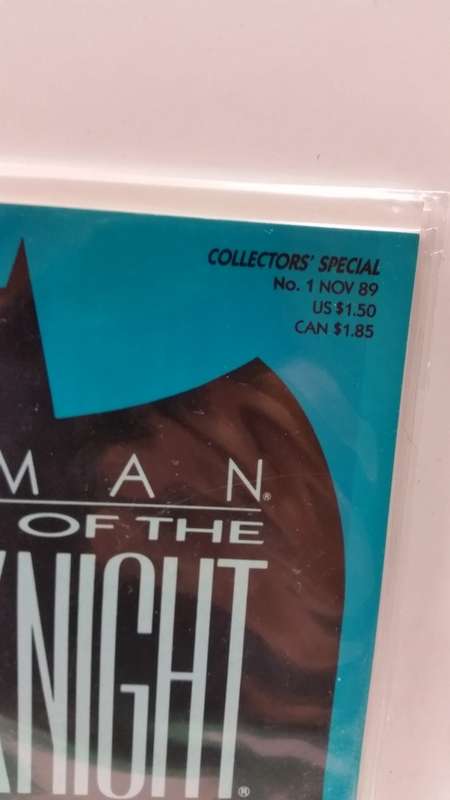 COLLECTORS' SPECIAL
No. 1 NOV 89
US $1.50
CAN $1.85
MAN®
OF THE
KNIGHT®